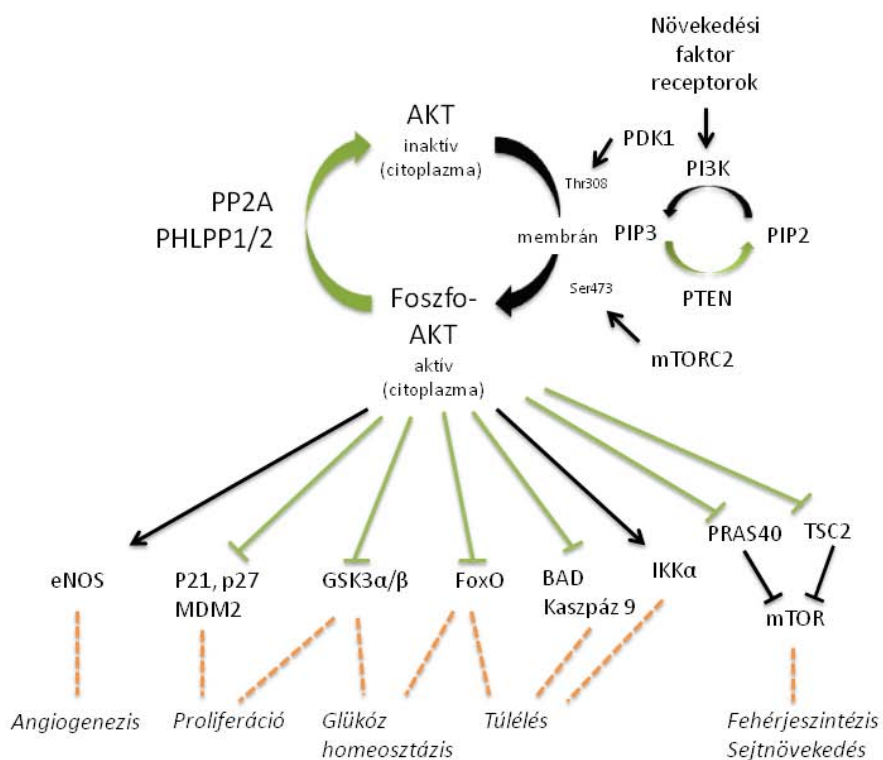 Növekedési
faktor
receptorok
AKT
inaktív
(citoplazma)
PDK1
PI3K
Thr308
PP2A
PHLPP1/2
membrán
PIP3
PIP2
Ser473
PTEN
Foszfo-
AKT
aktív
(citoplazma)
mTORC2
PRAS40
TSC2
eNOS
P21, p27
MDM2
GSK3α/β
FoxO
BAD
Kaszpáz 9
IKKα
mTOR
Angiogenezis
Proliferáció
Glükóz
homeosztázis
Túlélés
Fehérjeszintézis
Sejtnövekedés